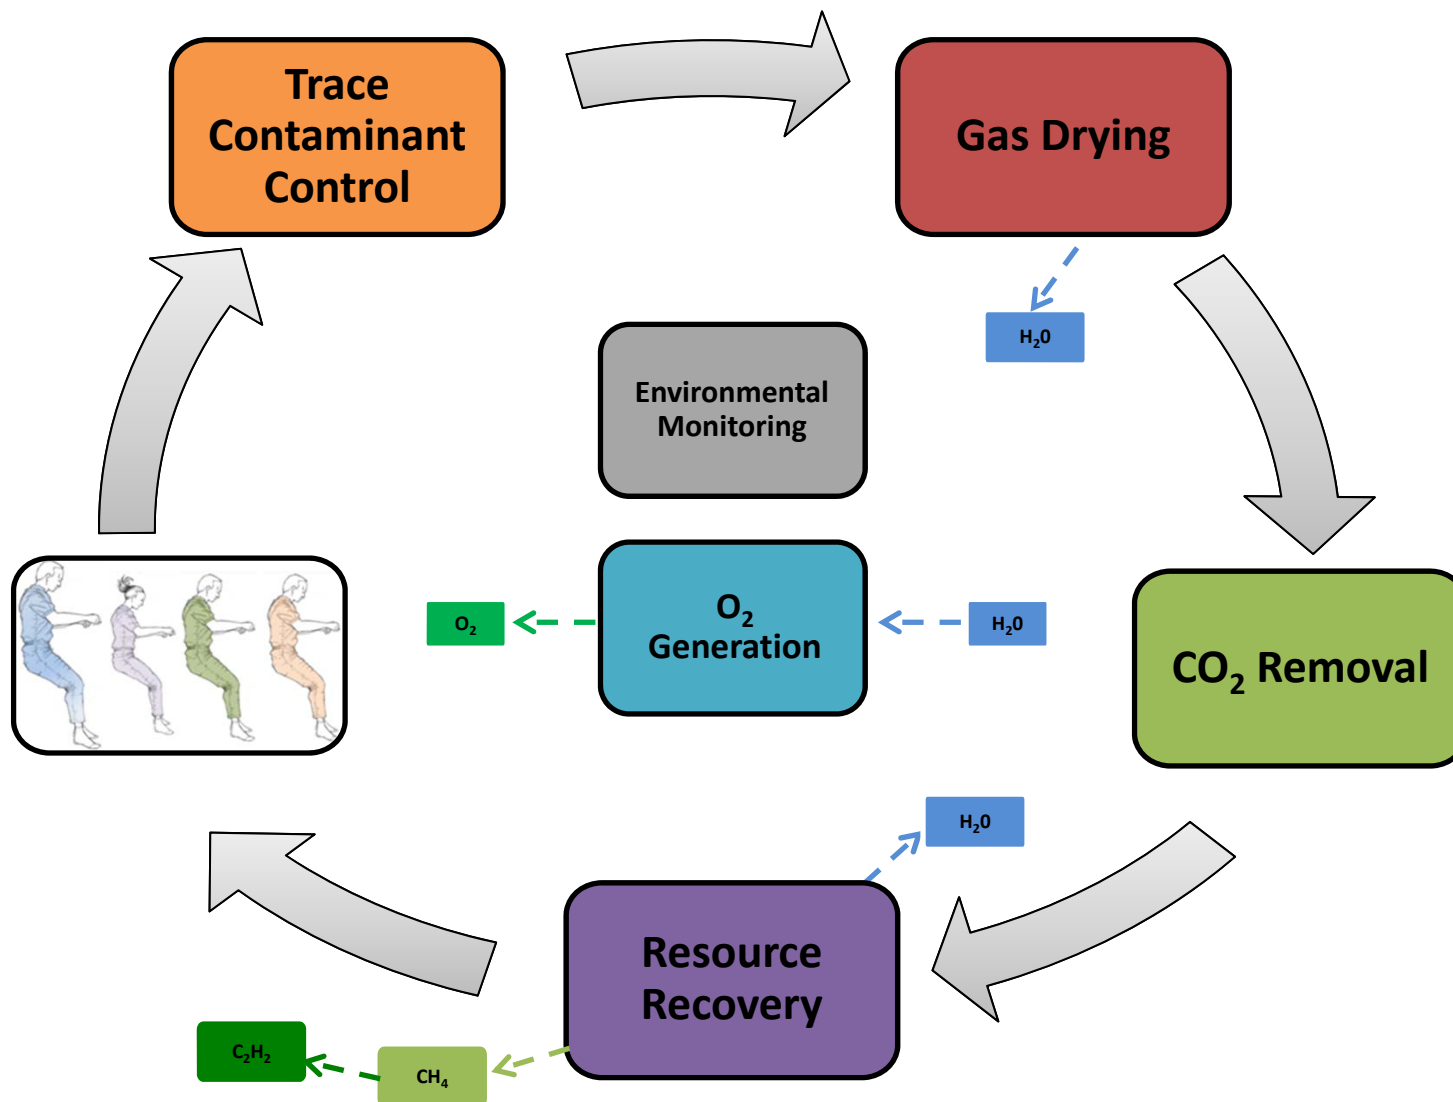 Trace
Contaminant
Control
Gas Drying
H₂0
Environmental
Monitoring
O₂
Generation
O₂
H₂0
CO₂ Removal
H₂0
Resource
Recovery
C₂H₂
CH₄